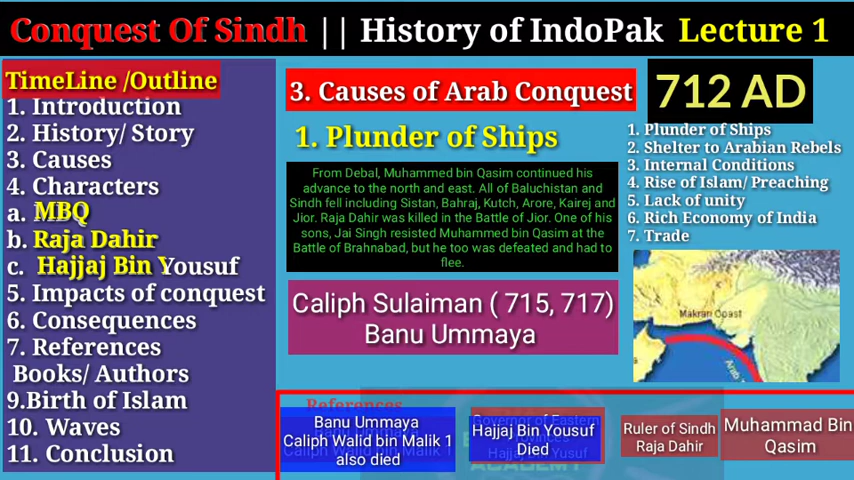 Conquest Of Sindh || History of IndoPak Lecture 1
TimeLine /Outline
1. Introduction
2. History/ Story
3. Causes
4. Characters
a. MBQ
b. Raja Dahir
c. Hajjaj Bin Yousuf
5. Impacts of conquest
6. Consequences
7. References
Books/ Authors
9.Birth of Islam
10. Waves
11. Conclusion
3. Causes of Arab Conquest
1. Plunder of Ships
From Debal, Muhammed bin Qasim continued his
advance to the north and east. All of Baluchistan and
Sindh fell including Sistan, Bahraj, Kutch, Arore, Kairej and
Jior. Raja Dahir was killed in the Battle of Jior. One of his
sons, Jai Singh resisted Muhammed bin Qasim at the
Battle of Brahnabad, but he too was defeated and had to
flee.
Caliph Sulaiman ( 715, 717)
Banu Ummaya
712 AD
1. Plunder of Ships
2. Shelter to Arabian Rebels
3. Internal Conditions
4. Rise of Islam/ Preaching
5. Lack of unity
6. Rich Economy of India
7. Trade
Makran Coast
References
Banu Ummaya
Caliph Walid bin Malik 1
also died
Governor of Eastern
Hajjaj Bin Yousuf
Died
Hajjaj Bin Yusuf
ACADEMY
Ruler of Sindh
Raja Dahir
Muhammad Bin
Qasim